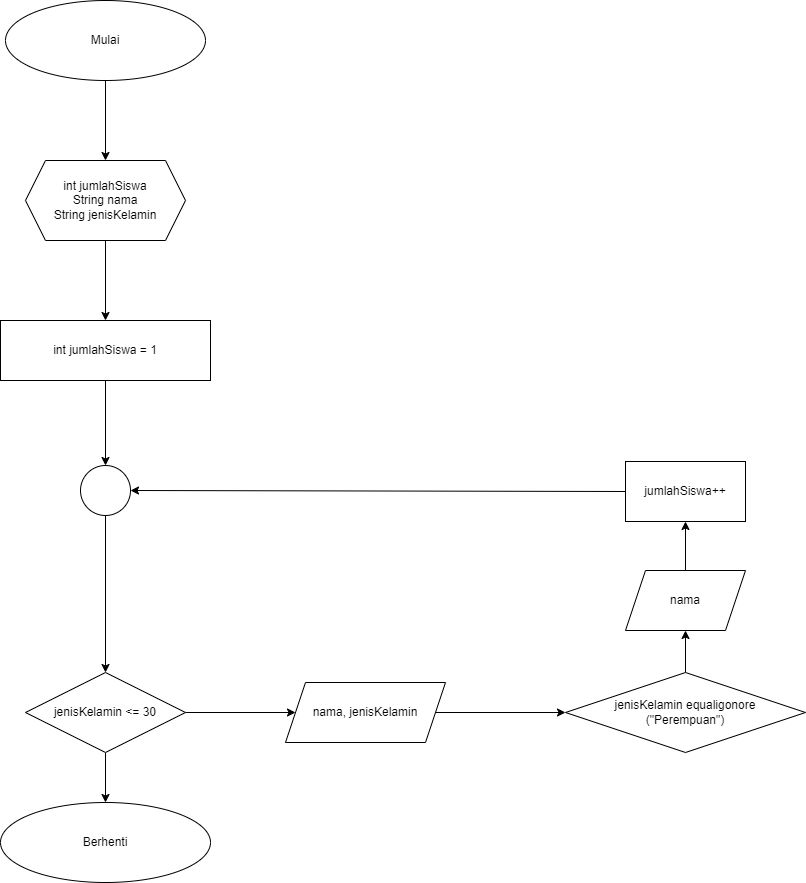 Mulai
int jumlahSiswa
String nama
String jenisKelamin
int jumlahSiswa = 1
jumlahSiswa++
nama
jenisKelamin <= 30
nama, jenisKelamin
jenisKelamin equaligonore
("Perempuan")
Berhenti